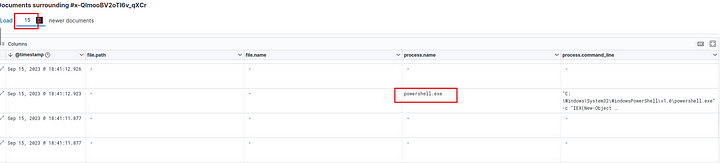 ocuments surrounding #x-QlmooBV2oTI6v_qXCr
Load 15 newer documents
Columns
@timestamp file.path file.name process.name process.command_line
Sep 15, 2023 @ 18:41:12.926 - - - -
Sep 15, 2023 @ 18:41:12.923 - - powershell.exe "C:
\Windows\System32\WindowsPowerShell\v1.0\powershell.exe"
-c "IEX(New-Object …
Sep 15, 2023 @ 18:41:11.877 - - - -
Sep 15, 2023 @ 18:41:11.877 - - - -